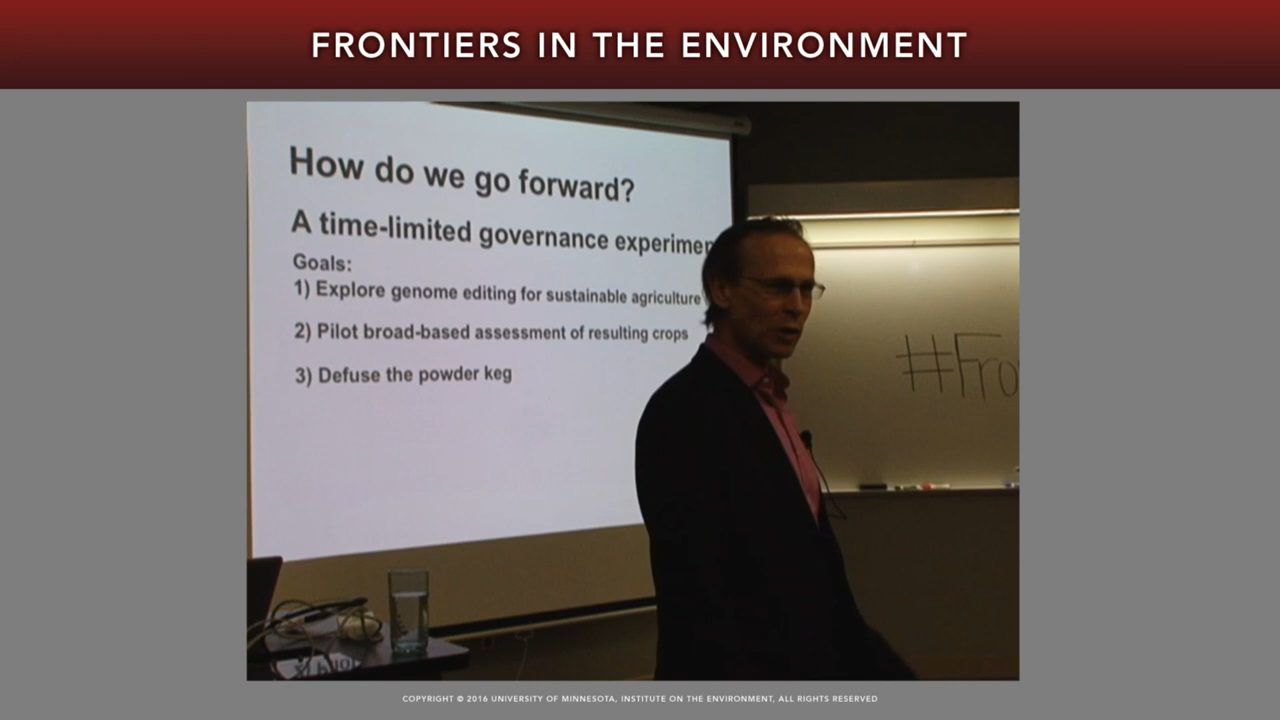 FRONTIERS IN THE ENVIRONMENT
How do we go forward?
A time-limited governance experimen
Goals:
1) Explore genome editing for sustainable agriculture
2) Pilot broad-based assessment of resulting crops
3) Defuse the powder keg
#Fro
COPYRIGHT © 2016 UNIVERSITY OF MINNESOTA, INSTITUTE ON THE ENVIRONMENT, ALL RIGHTS RESERVED